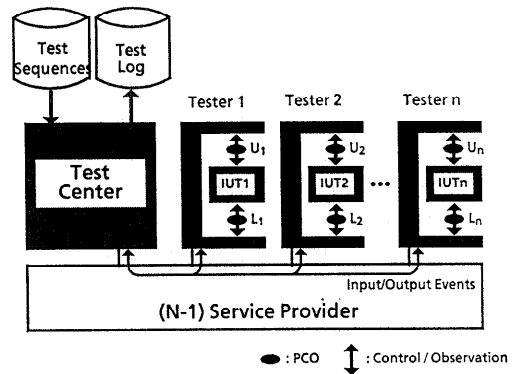 Test
Sequences
Test
Log
Tester 1
Tester 2
Tester n
Test
Center
U1
IUT1
L1
U2
IUT2
L2
...
Un
IUTn
Ln
Input/Output Events
(N-1) Service Provider
: PCO
: Control / Observation